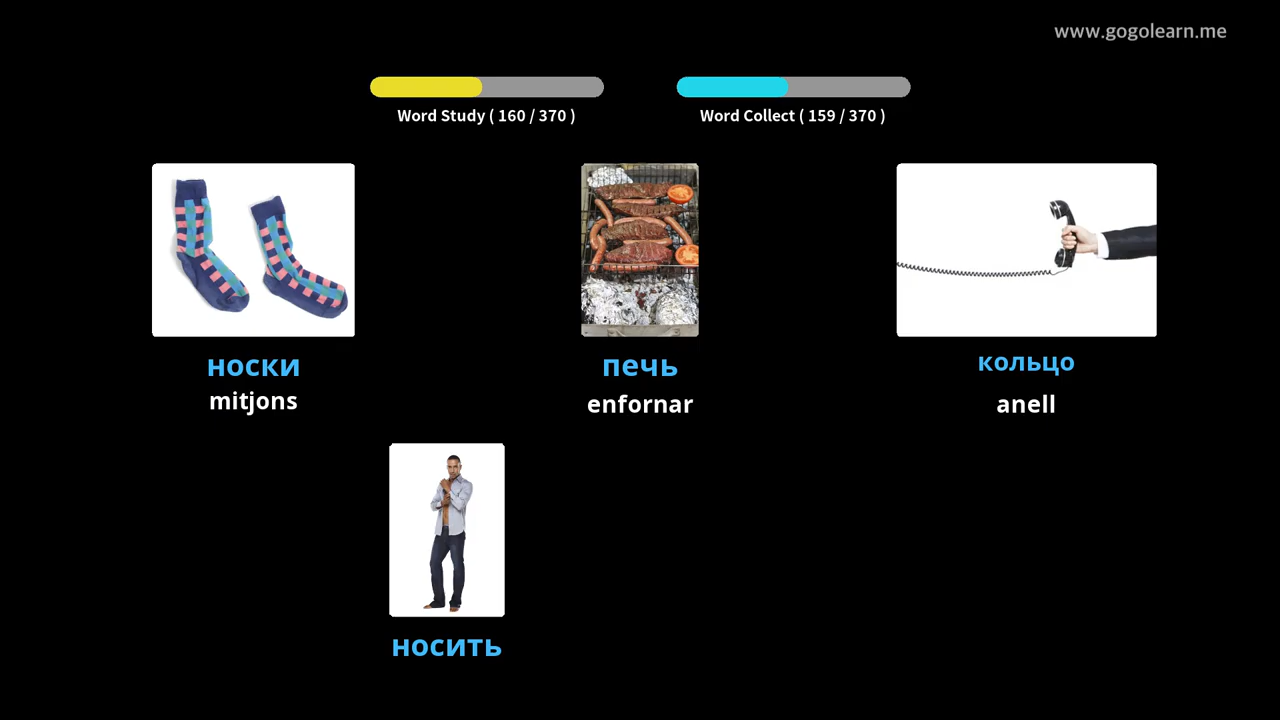 www.gogolearn.me
Word Study ( 160 / 370 )
Word Collect ( 159 / 370 )
носки
mitjons
печь
enfornar
кольцо
anell
носить